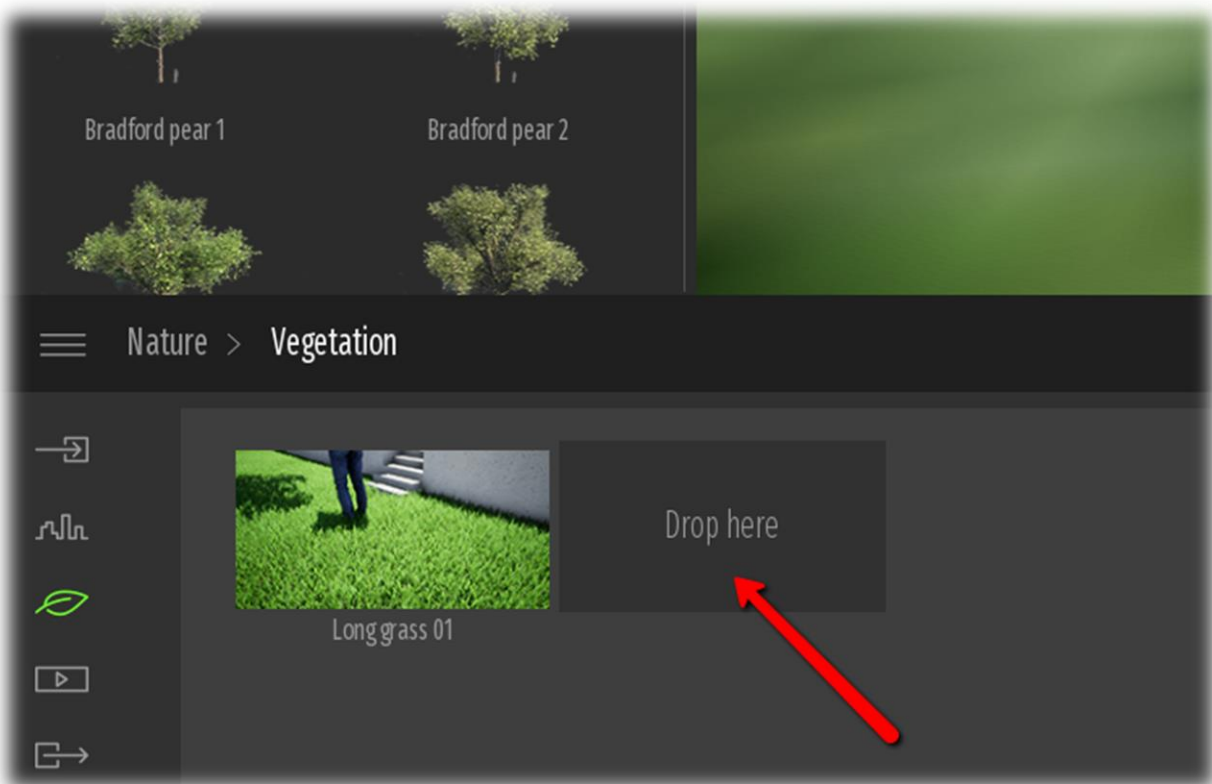 Bradford pear 1
Bradford pear 2
Nature > Vegetation
Drop here
Long grass 01